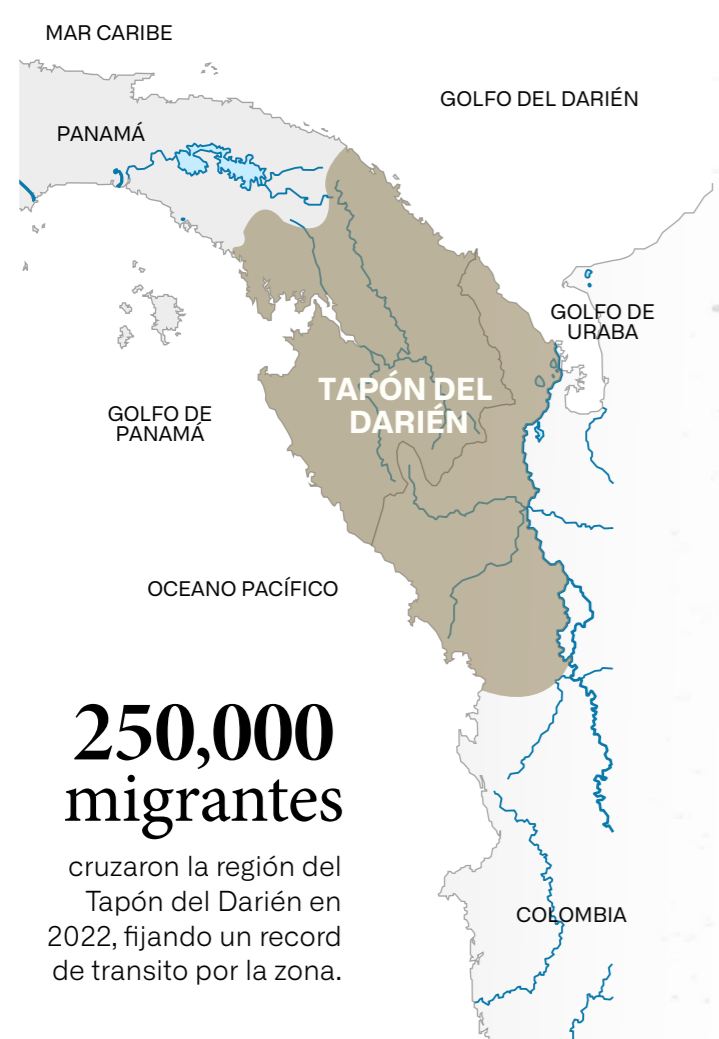 MAR CARIBE
GOLFO DEL DARIÉN
PANAMÁ
GOLFO DE
URABA
TAPÓN DEL
DARIÉN
GOLFO DE
PANAMÁ
OCEANO PACÍFICO
250,000
migrantes
cruzaron la región del
Tapón del Darién en
2022, fijando un record
de transito por la zona.
COLOMBIA